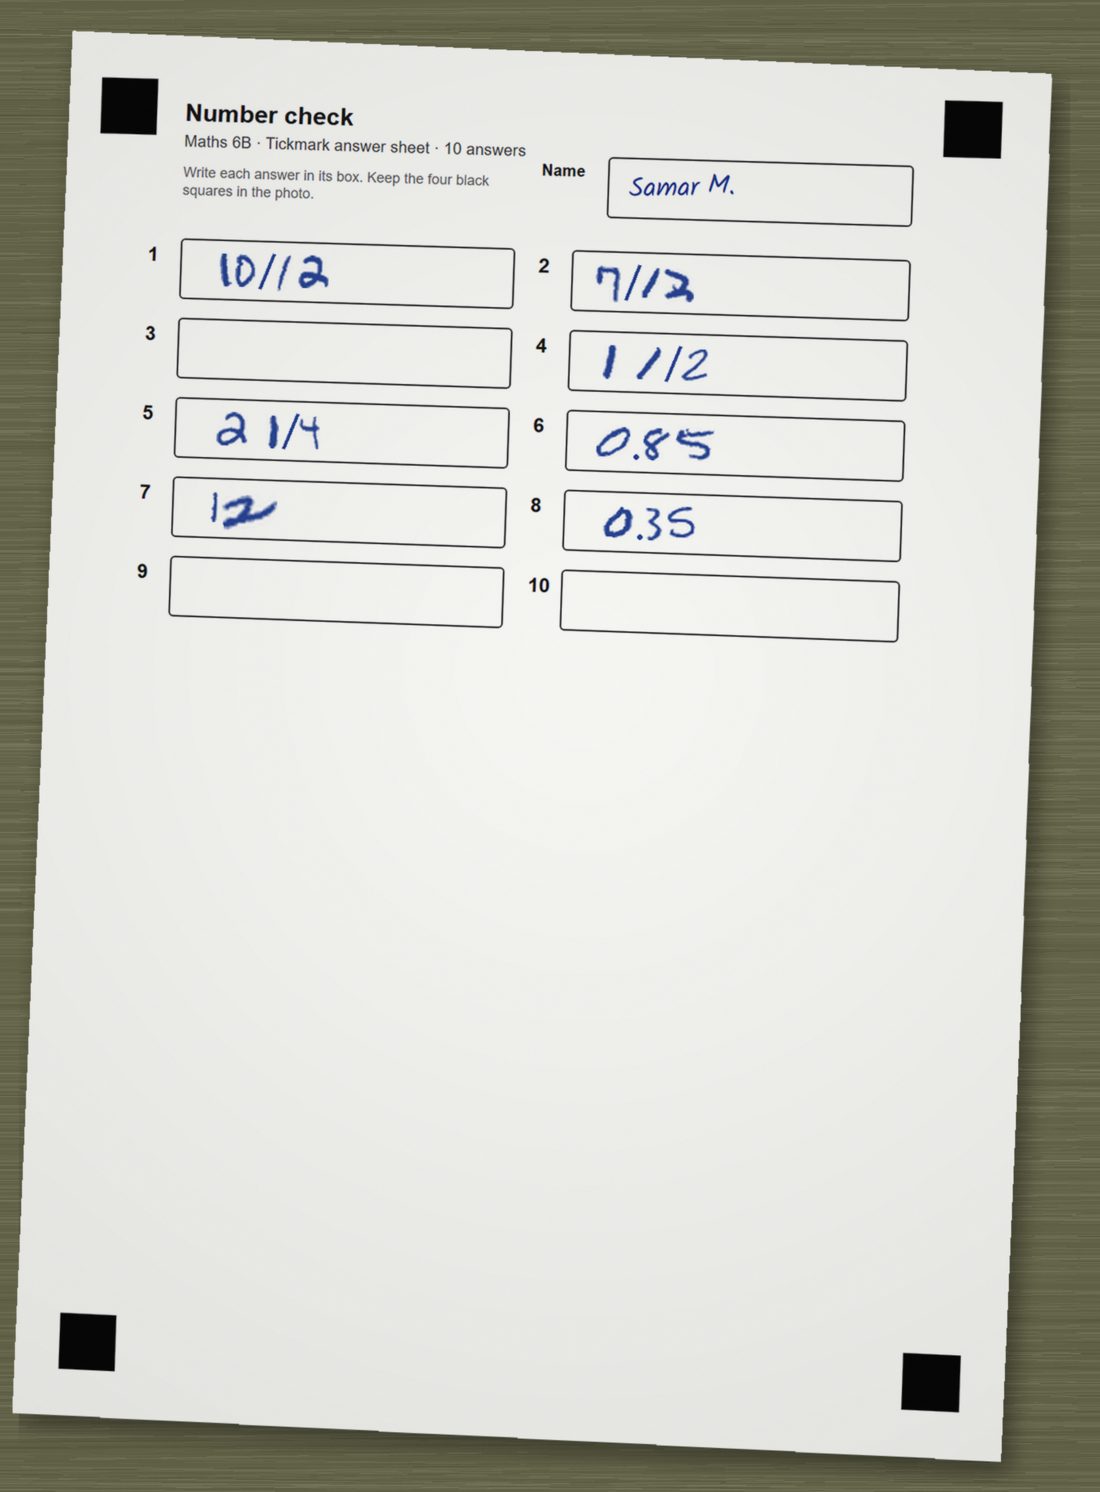 Number check
Maths 6B · Tickmark answer sheet · 10 answers
Write each answer in its box. Keep the four black
squares in the photo.
Name
Samar M.
1 10/12
2 7/12
3
4 1 1/2
5 2 1/4
6 0.85
7 12
8 0.35
9
10